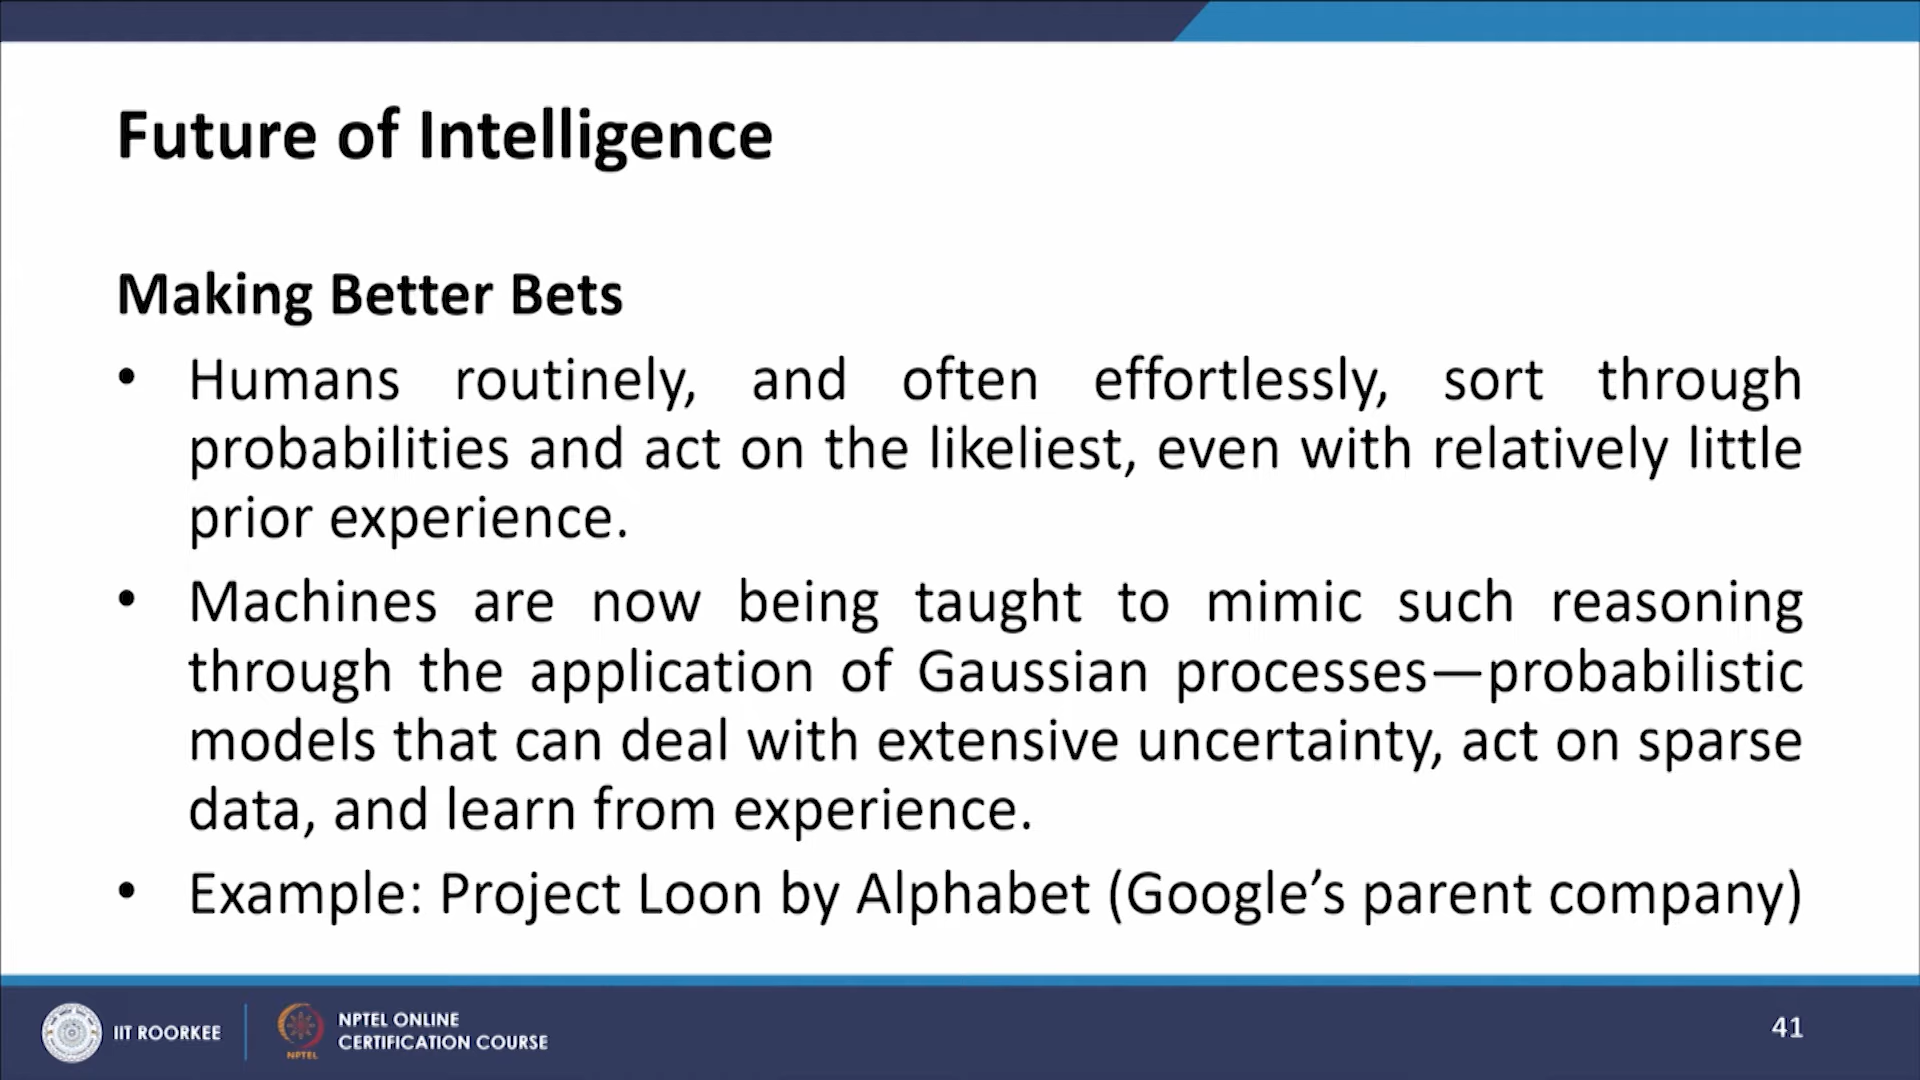 Future of Intelligence
Making Better Bets
• Humans routinely, and often effortlessly, sort through
probabilities and act on the likeliest, even with relatively little
prior experience.
• Machines are now being taught to mimic such reasoning
through the application of Gaussian processes—probabilistic
models that can deal with extensive uncertainty, act on sparse
data, and learn from experience.
• Example: Project Loon by Alphabet (Google’s parent company)
IIT ROORKEE
NPTEL
NPTEL ONLINE
CERTIFICATION COURSE
41